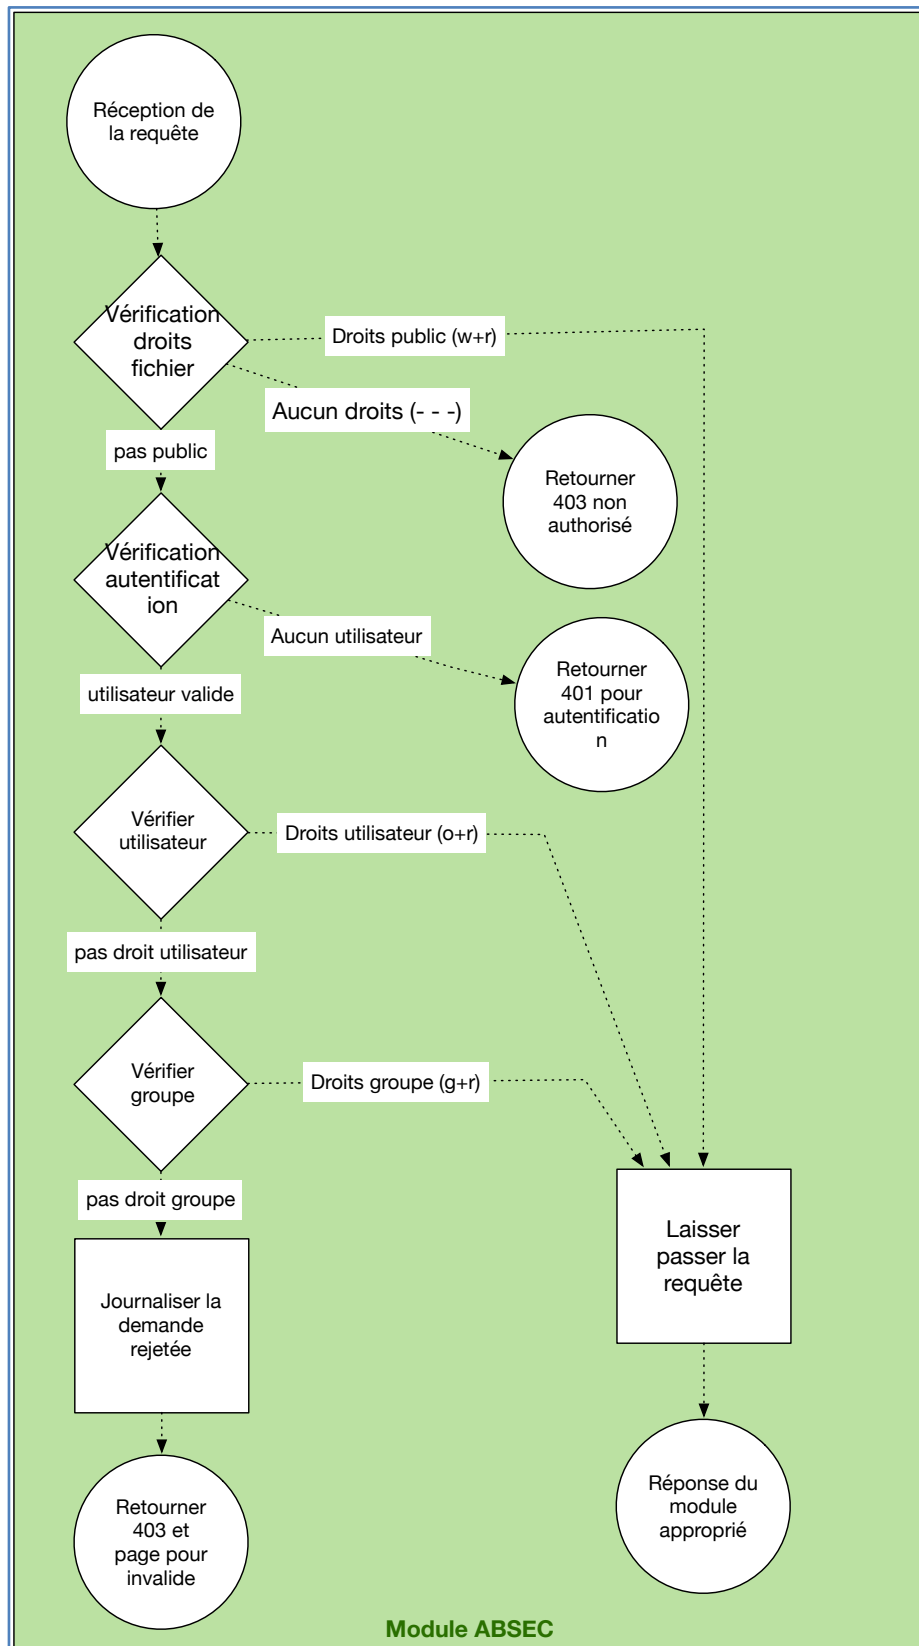 Réception de
la requête
Vérification
droits
fichier
Droits public (w+r)
Aucun droits (- - -)
pas public
Retourner
403 non
authorisé
Vérification
autentificat
ion
Aucun utilisateur
Retourner
401 pour
autentificatio
n
utilisateur valide
Vérifier
utilisateur
Droits utilisateur (o+r)
pas droit utilisateur
Vérifier
groupe
Droits groupe (g+r)
pas droit groupe
Laisser
passer la
requête
Journaliser la
demande
rejetée
Réponse du
module
approprié
Retourner
403 et
page pour
invalide
Module ABSEC